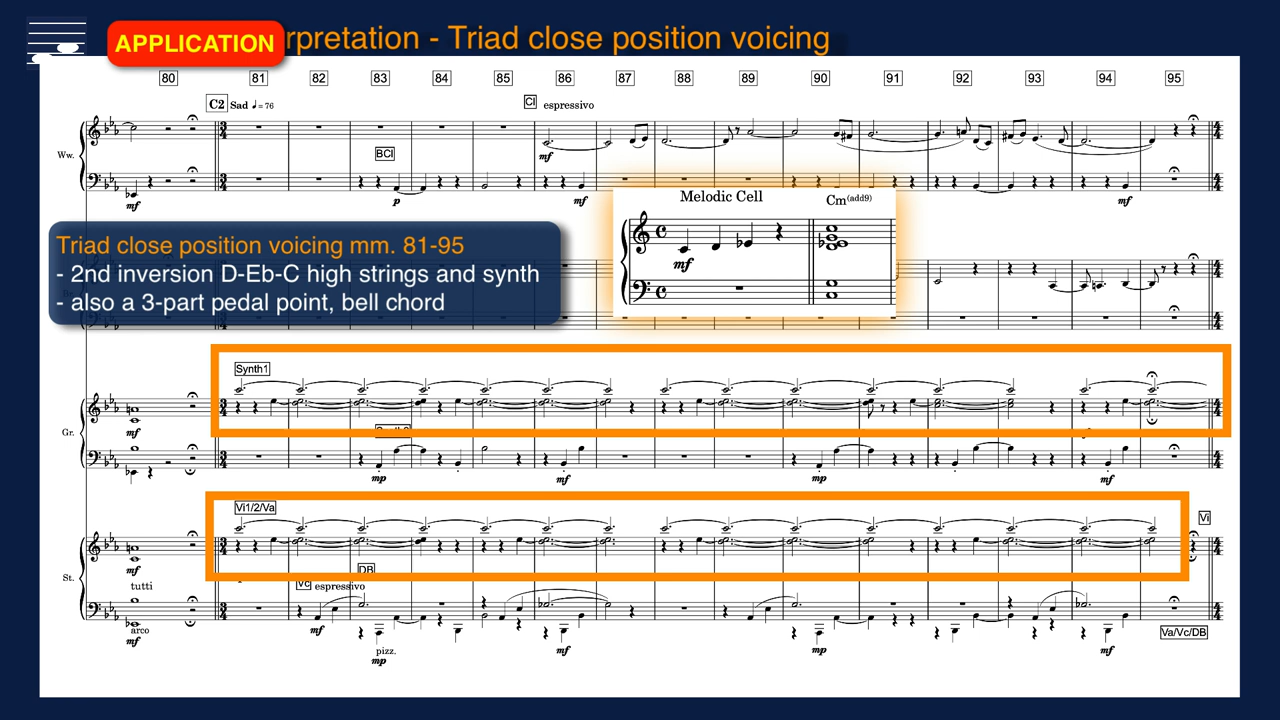 APPLICATION rpretation - Triad close position voicing
80 81 82 83 84 85 86 87 88 89 90 91 92 93 94 95
C2 Sad ♩= 76 Cl espressivo
Ww.
mf
BCl
mf p mf mf
Melodic Cell Cm(add9)
mf
Triad close position voicing mm. 81-95
- 2nd inversion D-Eb-C high strings and synth
- also a 3-part pedal point, bell chord
Synth1
Gr.
mf
mp mf mp mf
Vi1/2/Va
Vi
St.
mf
DB
tutti Vc espressivo
arco mf Va/Vc/DB
mf pizz. mf mp mf
mp